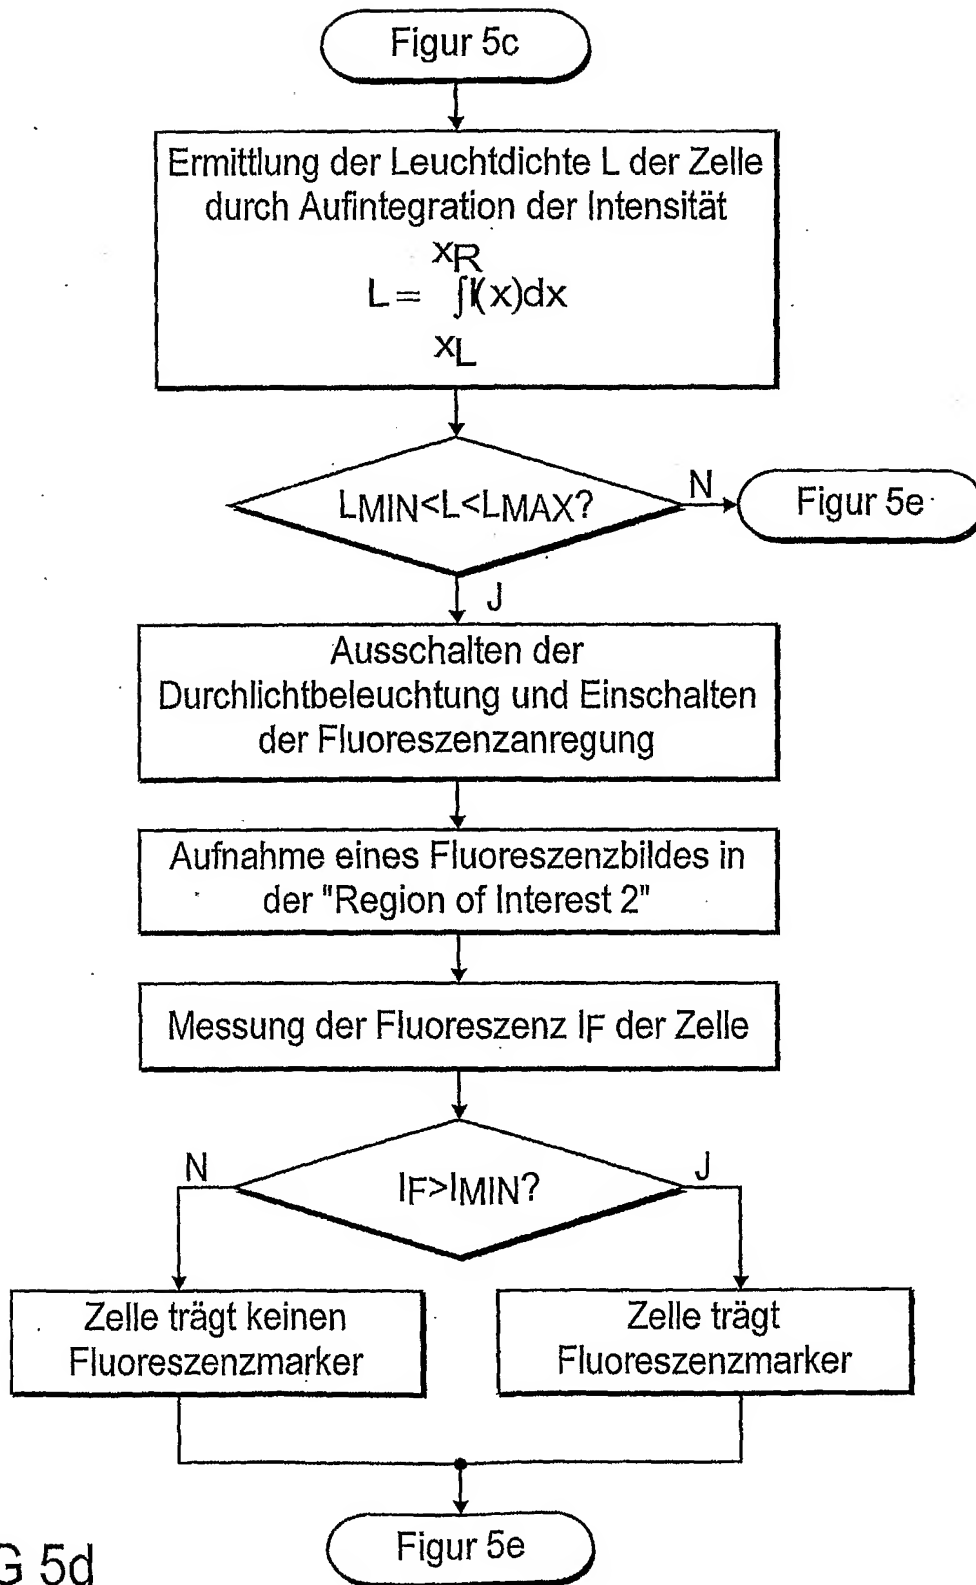 Figur 5c
Ermittlung der Leuchtdichte L der Zelle
durch Aufintegration der Intensität
xR
L = ∫I(x)dx
xL
LMIN<L<LMAX?
N
Figur 5e
J
Ausschalten der
Durchlichtbeleuchtung und Einschalten
der Fluoreszenzanregung
Aufnahme eines Fluoreszenzbildes in
der "Region of Interest 2"
Messung der Fluoreszenz IF der Zelle
N
J
IF>IMIN?
Zelle trägt keinen
Fluoreszenzmarker
Zelle trägt
Fluoreszenzmarker
Figur 5e
G 5d